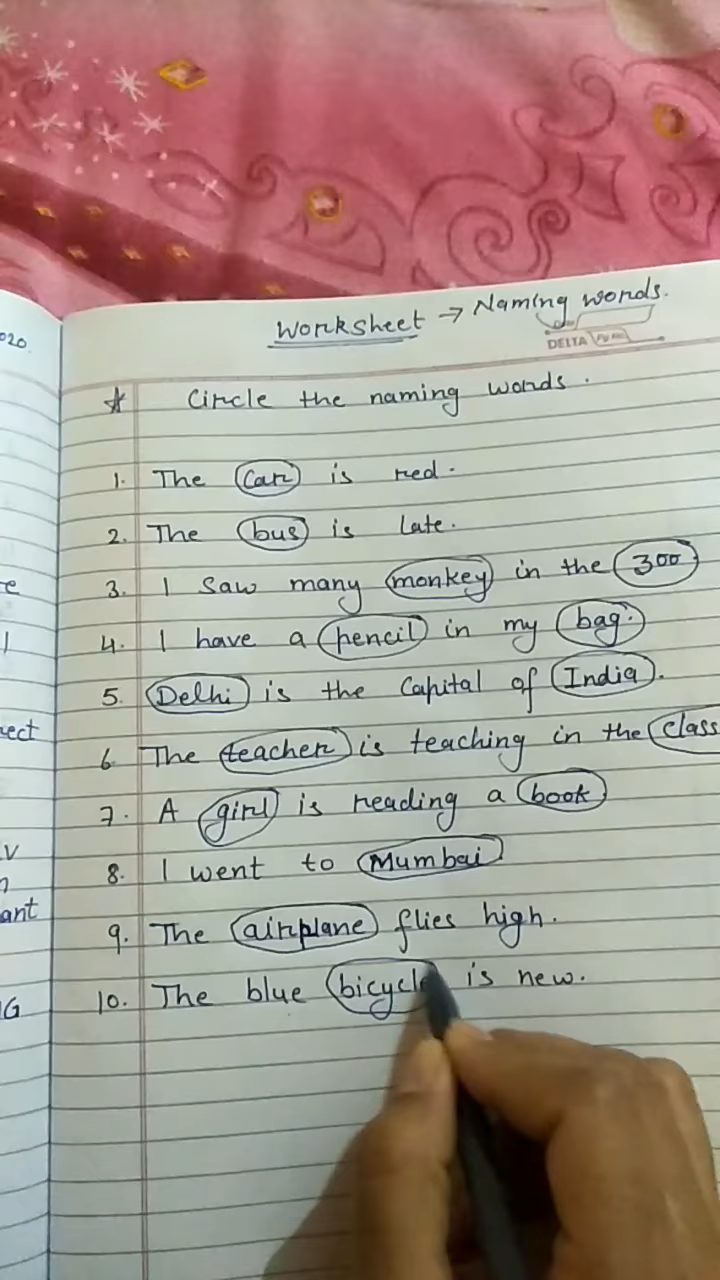 020.
Worksheet → Naming words.
DELTA
☆ Circle the naming words.
1. The car is red.
2. The bus is late.
3. I saw many monkey in the zoo
4. I have a pencil in my bag.
5. Delhi is the Capital of India.
6. The teacher is teaching in the class
7. A girl is reading a book
8. I went to Mumbai
9. The airplane flies high.
10. The blue bicycle is new.
ect
ant
G